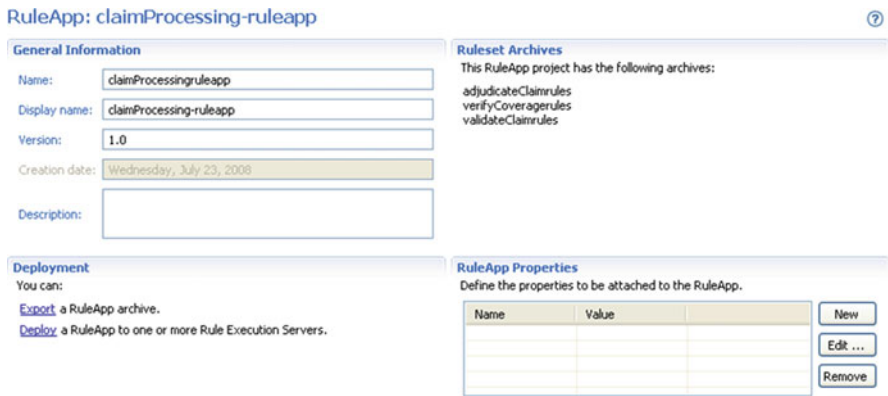 RuleApp: claimProcessing-ruleapp
?
General Information
Name: claimProcessingruleapp
Display name: claimProcessing-ruleapp
Version: 1.0
Creation date: Wednesday, July 23, 2008
Description:
Ruleset Archives
This RuleApp project has the following archives:
adjudicateClaimrules
verifyCoveragerules
validateClaimrules
Deployment
You can:
Export a RuleApp archive.
Deploy a RuleApp to one or more Rule Execution Servers.
RuleApp Properties
Define the properties to be attached to the RuleApp.
Name Value
New
Edit ...
Remove